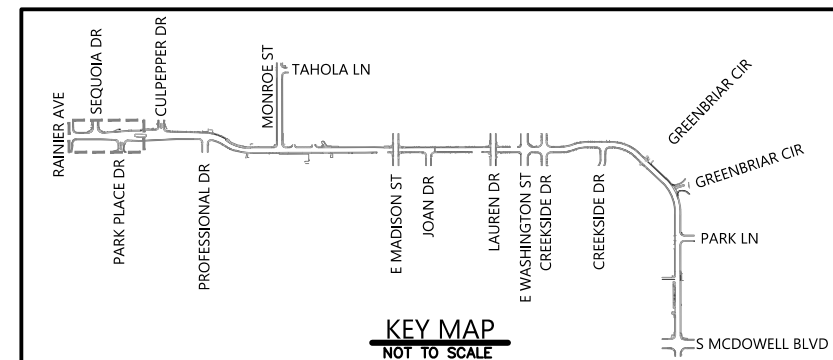 RAINIER AVE
SEQUOIA DR
CULPEPPER DR
PARK PLACE DR
PROFESSIONAL DR
MONROE ST
TAHOLA LN
E MADISON ST
JOAN DR
LAUREN DR
E WASHINGTON ST
CREEKSIDE DR
CREEKSIDE DR
GREENBRIAR CIR
GREENBRIAR CIR
PARK LN
S MCDOWELL BLVD
KEY MAP
NOT TO SCALE